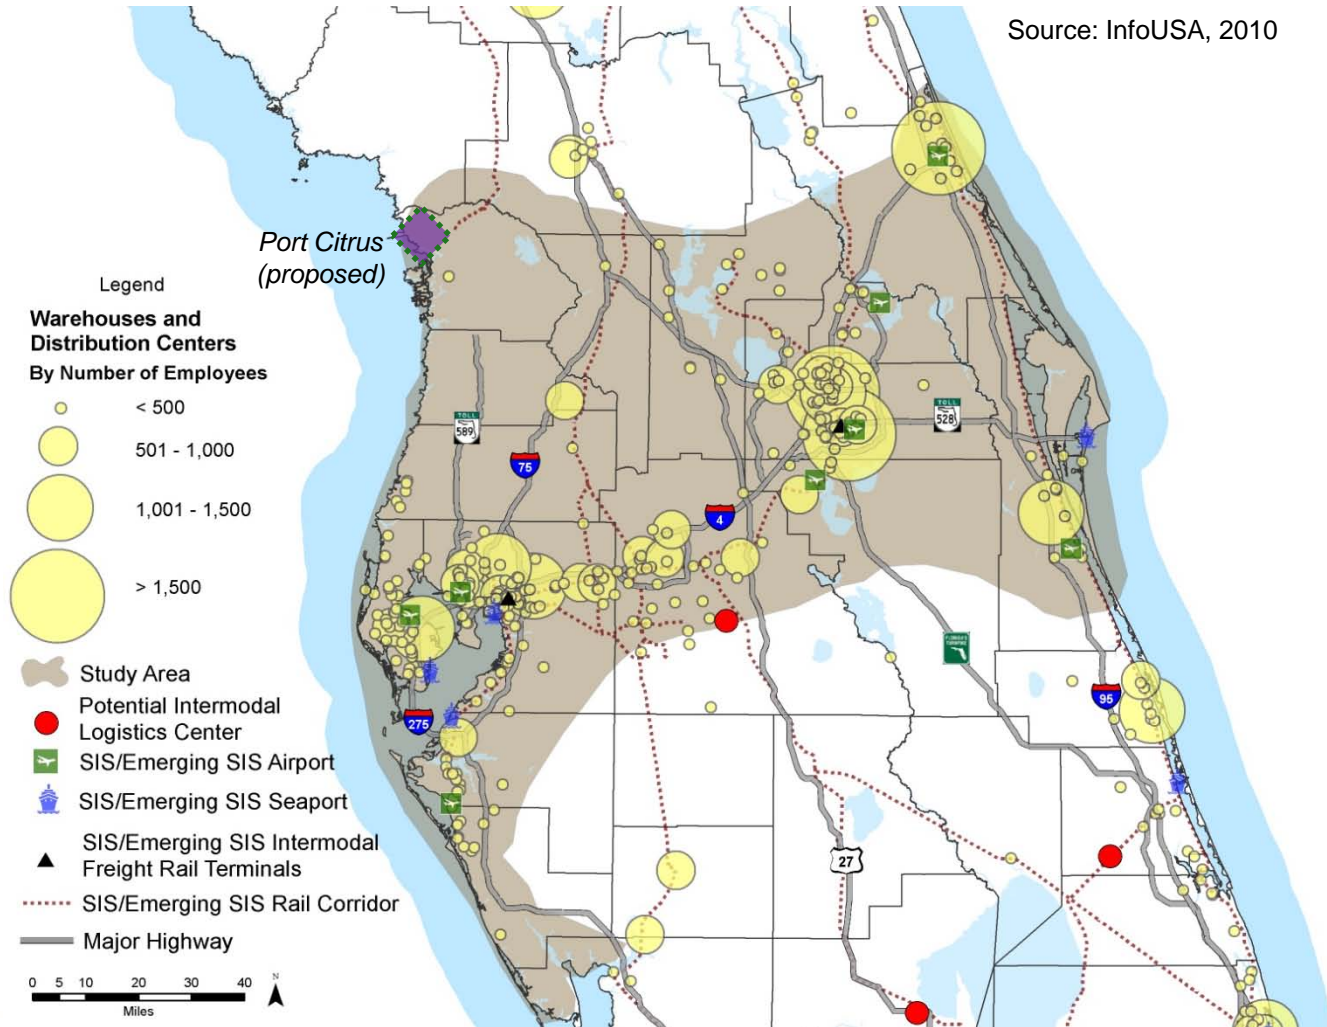 Source: InfoUSA, 2010
Port Citrus
(proposed)
Legend
Warehouses and
Distribution Centers
By Number of Employees
< 500
501 - 1,000
1,001 - 1,500
> 1,500
Study Area
Potential Intermodal
Logistics Center
SIS/Emerging SIS Airport
SIS/Emerging SIS Seaport
SIS/Emerging SIS Intermodal
Freight Rail Terminals
SIS/Emerging SIS Rail Corridor
Major Highway
0 5 10 20 30 40
Miles
N
TOLL
589
75
4
TOLL
528
275
95
27
FLORIDA'S
TURNPIKE